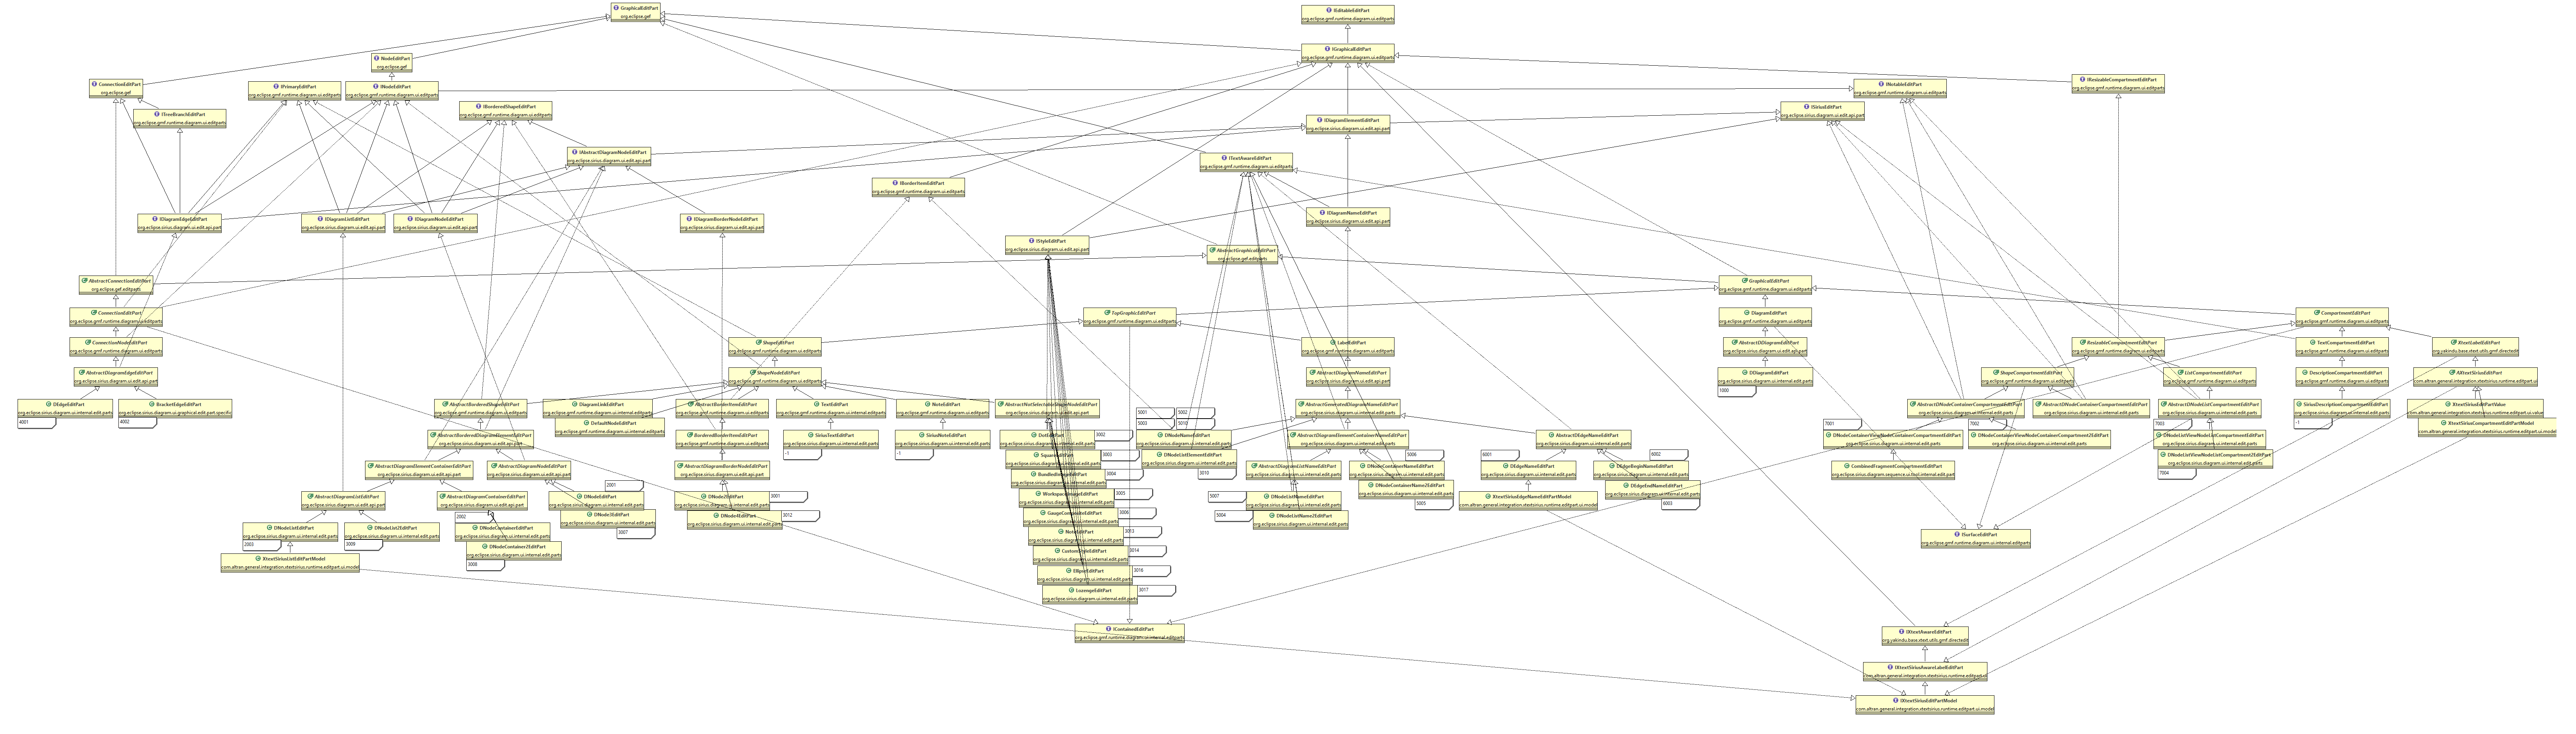 GraphicalEditPart
org.eclipse.gef
IEditableEditPart
org.eclipse.gmf.runtime.diagram.ui.editparts
IGraphicalEditPart
org.eclipse.gmf.runtime.diagram.ui.editparts
NodeEditPart
org.eclipse.gef
ConnectionEditPart
org.eclipse.gef
IPrimaryEditPart
org.eclipse.gmf.runtime.diagram.ui.editparts
INodeEditPart
org.eclipse.gmf.runtime.diagram.ui.editparts
INotableEditPart
org.eclipse.gmf.runtime.diagram.ui.editparts
IResizableCompartmentEditPart
org.eclipse.gmf.runtime.diagram.ui.editparts
ITreeBranchEditPart
org.eclipse.gmf.runtime.diagram.ui.editparts
IBorderedShapeEditPart
org.eclipse.gmf.runtime.diagram.ui.editparts
IDiagramElementEditPart
org.eclipse.sirius.diagram.ui.edit.api.part
ISiriusEditPart
org.eclipse.sirius.diagram.ui.edit.api.part
IAbstractDiagramNodeEditPart
org.eclipse.sirius.diagram.ui.edit.api.part
ITextAwareEditPart
org.eclipse.gmf.runtime.diagram.ui.editparts
IBorderItemEditPart
org.eclipse.gmf.runtime.diagram.ui.editparts
IDiagramEdgeEditPart
org.eclipse.sirius.diagram.ui.edit.api.part
IDiagramListEditPart
org.eclipse.sirius.diagram.ui.edit.api.part
IDiagramNodeEditPart
org.eclipse.sirius.diagram.ui.edit.api.part
IDiagramBorderNodeEditPart
org.eclipse.sirius.diagram.ui.edit.api.part
IDiagramNameEditPart
org.eclipse.sirius.diagram.ui.edit.api.part
IStyleEditPart
org.eclipse.sirius.diagram.ui.edit.api.part
AbstractGraphicalEditPart
org.eclipse.gef.editparts
AbstractConnectionEditPart
org.eclipse.gef.editparts
GraphicalEditPart
org.eclipse.gmf.runtime.diagram.ui.editparts
ConnectionEditPart
org.eclipse.gmf.runtime.diagram.ui.editparts
TopGraphicEditPart
org.eclipse.gmf.runtime.diagram.ui.editparts
DiagramEditPart
org.eclipse.gmf.runtime.diagram.ui.editparts
CompartmentEditPart
org.eclipse.gmf.runtime.diagram.ui.editparts
ConnectionNodeEditPart
org.eclipse.gmf.runtime.diagram.ui.editparts
ShapeEditPart
org.eclipse.gmf.runtime.diagram.ui.editparts
LabelEditPart
org.eclipse.gmf.runtime.diagram.ui.editparts
AbstractDDiagramEditPart
org.eclipse.sirius.diagram.ui.edit.api.part
ResizableCompartmentEditPart
org.eclipse.gmf.runtime.diagram.ui.editparts
TextCompartmentEditPart
org.eclipse.gmf.runtime.diagram.ui.editparts
XtextLabelEditPart
org.yakindu.base.xtext.utils.gmf.directedit
AbstractDiagramEdgeEditPart
org.eclipse.sirius.diagram.ui.edit.api.part
ShapeNodeEditPart
org.eclipse.gmf.runtime.diagram.ui.editparts
AbstractDiagramNameEditPart
org.eclipse.sirius.diagram.ui.edit.api.part
DDiagramEditPart
org.eclipse.sirius.diagram.ui.internal.edit.parts
1000
ShapeCompartmentEditPart
org.eclipse.gmf.runtime.diagram.ui.editparts
ListCompartmentEditPart
org.eclipse.gmf.runtime.diagram.ui.editparts
DescriptionCompartmentEditPart
org.eclipse.gmf.runtime.diagram.ui.editparts
AXtextSiriusEditPart
com.altran.general.integration.xtextsirius.runtime.editpart.ui
DEdgeEditPart
org.eclipse.sirius.diagram.ui.internal.edit.parts
4001
BracketEdgeEditPart
org.eclipse.sirius.diagram.ui.graphical.edit.part.specific
4002
AbstractBorderedShapeEditPart
org.eclipse.gmf.runtime.diagram.ui.editparts
DiagramLinkEditPart
org.eclipse.gmf.runtime.diagram.ui.internal.editparts
DefaultNodeEditPart
org.eclipse.gmf.runtime.diagram.ui.internal.editparts
AbstractBorderItemEditPart
org.eclipse.gmf.runtime.diagram.ui.editparts
TextEditPart
org.eclipse.gmf.runtime.diagram.ui.editparts
NoteEditPart
org.eclipse.gmf.runtime.diagram.ui.editparts
AbstractNotSelectableShapeNodeEditPart
org.eclipse.sirius.diagram.ui.edit.api.part
AbstractGeneratedDiagramNameEditPart
org.eclipse.sirius.diagram.ui.internal.edit.parts
AbstractDNodeContainerCompartmentEditPart
org.eclipse.sirius.diagram.ui.internal.edit.parts
AbstractDNodeContainerCompartmentEditPart
org.eclipse.sirius.diagram.ui.internal.edit.parts
AbstractDNodeListCompartmentEditPart
org.eclipse.sirius.diagram.ui.internal.edit.parts
SiriusDescriptionCompartmentEditPart
org.eclipse.sirius.diagram.ui.internal.edit.parts
-1
XtextSiriusEditPartValue
com.altran.general.integration.xtextsirius.runtime.editpart.ui.value
XtextSiriusCompartmentEditPartModel
com.altran.general.integration.xtextsirius.runtime.editpart.ui.model
AbstractBorderedDiagramElementEditPart
org.eclipse.sirius.diagram.ui.edit.api.part
BorderedBorderItemEditPart
org.eclipse.gmf.runtime.diagram.ui.editparts
SiriusTextEditPart
org.eclipse.sirius.diagram.ui.internal.edit.parts
-1
SiriusNoteEditPart
org.eclipse.sirius.diagram.ui.internal.edit.parts
-1
DotEditPart
org.eclipse.sirius.diagram.ui.internal.edit.parts
3002
SquareEditPart
org.eclipse.sirius.diagram.ui.internal.edit.parts
3003
BundledImageEditPart
org.eclipse.sirius.diagram.ui.internal.edit.parts
3004
WorkspaceImageEditPart
org.eclipse.sirius.diagram.ui.internal.edit.parts
3005
GaugeCompositeEditPart
org.eclipse.sirius.diagram.ui.internal.edit.parts
3006
NoteEditPart
org.eclipse.sirius.diagram.ui.internal.edit.parts
3013
CustomStyleEditPart
org.eclipse.sirius.diagram.ui.internal.edit.parts
3014
EllipseEditPart
org.eclipse.sirius.diagram.ui.internal.edit.parts
3016
LozengeEditPart
org.eclipse.sirius.diagram.ui.internal.edit.parts
3017
5001
5002
5003
5010
DNodeNameEditPart
org.eclipse.sirius.diagram.ui.internal.edit.parts
DNodeListElementEditPart
org.eclipse.sirius.diagram.ui.internal.edit.parts
3010
AbstractDiagramElementContainerNameEditPart
org.eclipse.sirius.diagram.ui.internal.edit.parts
AbstractDEdgeNameEditPart
org.eclipse.sirius.diagram.ui.internal.edit.parts
7001
DNodeContainerViewNodeContainerCompartmentEditPart
org.eclipse.sirius.diagram.ui.internal.edit.parts
7002
DNodeContainerViewNodeContainerCompartment2EditPart
org.eclipse.sirius.diagram.ui.internal.edit.parts
7003
DNodeListViewNodeListCompartmentEditPart
org.eclipse.sirius.diagram.ui.internal.edit.parts
DNodeListViewNodeListCompartment2EditPart
org.eclipse.sirius.diagram.ui.internal.edit.parts
7004
AbstractDiagramElementContainerEditPart
org.eclipse.sirius.diagram.ui.edit.api.part
AbstractDiagramNodeEditPart
org.eclipse.sirius.diagram.ui.edit.api.part
AbstractDiagramBorderNodeEditPart
org.eclipse.sirius.diagram.ui.edit.api.part
AbstractDiagramListNameEditPart
org.eclipse.sirius.diagram.ui.internal.edit.parts
5006
DNodeContainerNameEditPart
org.eclipse.sirius.diagram.ui.internal.edit.parts
DNodeContainerName2EditPart
org.eclipse.sirius.diagram.ui.internal.edit.parts
5005
6001
DEdgeNameEditPart
org.eclipse.sirius.diagram.ui.internal.edit.parts
6002
DEdgeBeginNameEditPart
org.eclipse.sirius.diagram.ui.internal.edit.parts
DEdgeEndNameEditPart
org.eclipse.sirius.diagram.ui.internal.edit.parts
6003
CombinedFragmentCompartmentEditPart
org.eclipse.sirius.diagram.sequence.ui.tool.internal.edit.part
AbstractDiagramListEditPart
org.eclipse.sirius.diagram.ui.edit.api.part
AbstractDiagramContainerEditPart
org.eclipse.sirius.diagram.ui.edit.api.part
2001
DNodeEditPart
org.eclipse.sirius.diagram.ui.internal.edit.parts
DNode3EditPart
org.eclipse.sirius.diagram.ui.internal.edit.parts
3007
DNode2EditPart
org.eclipse.sirius.diagram.ui.internal.edit.parts
3001
DNode4EditPart
org.eclipse.sirius.diagram.ui.internal.edit.parts
3012
5007
DNodeListNameEditPart
org.eclipse.sirius.diagram.ui.internal.edit.parts
5004
DNodeListName2EditPart
org.eclipse.sirius.diagram.ui.internal.edit.parts
XtextSiriusEdgeNameEditPartModel
com.altran.general.integration.xtextsirius.runtime.editpart.ui.model
DNodeListEditPart
org.eclipse.sirius.diagram.ui.internal.edit.parts
2003
DNodeList2EditPart
org.eclipse.sirius.diagram.ui.internal.edit.parts
3009
2002
DNodeContainerEditPart
org.eclipse.sirius.diagram.ui.internal.edit.parts
DNodeContainer2EditPart
org.eclipse.sirius.diagram.ui.internal.edit.parts
3008
ISurfaceEditPart
org.eclipse.gmf.runtime.diagram.ui.internal.editparts
XtextSiriusListEditPartModel
com.altran.general.integration.xtextsirius.runtime.editpart.ui.model
IContainedEditPart
org.eclipse.gmf.runtime.diagram.ui.internal.editparts
IXtextAwareEditPart
org.yakindu.base.xtext.utils.gmf.directedit
IXtextSiriusAwareLabelEditPart
com.altran.general.integration.xtextsirius.runtime.editpart.ui
IXtextSiriusEditPartModel
com.altran.general.integration.xtextsirius.runtime.editpart.ui.model